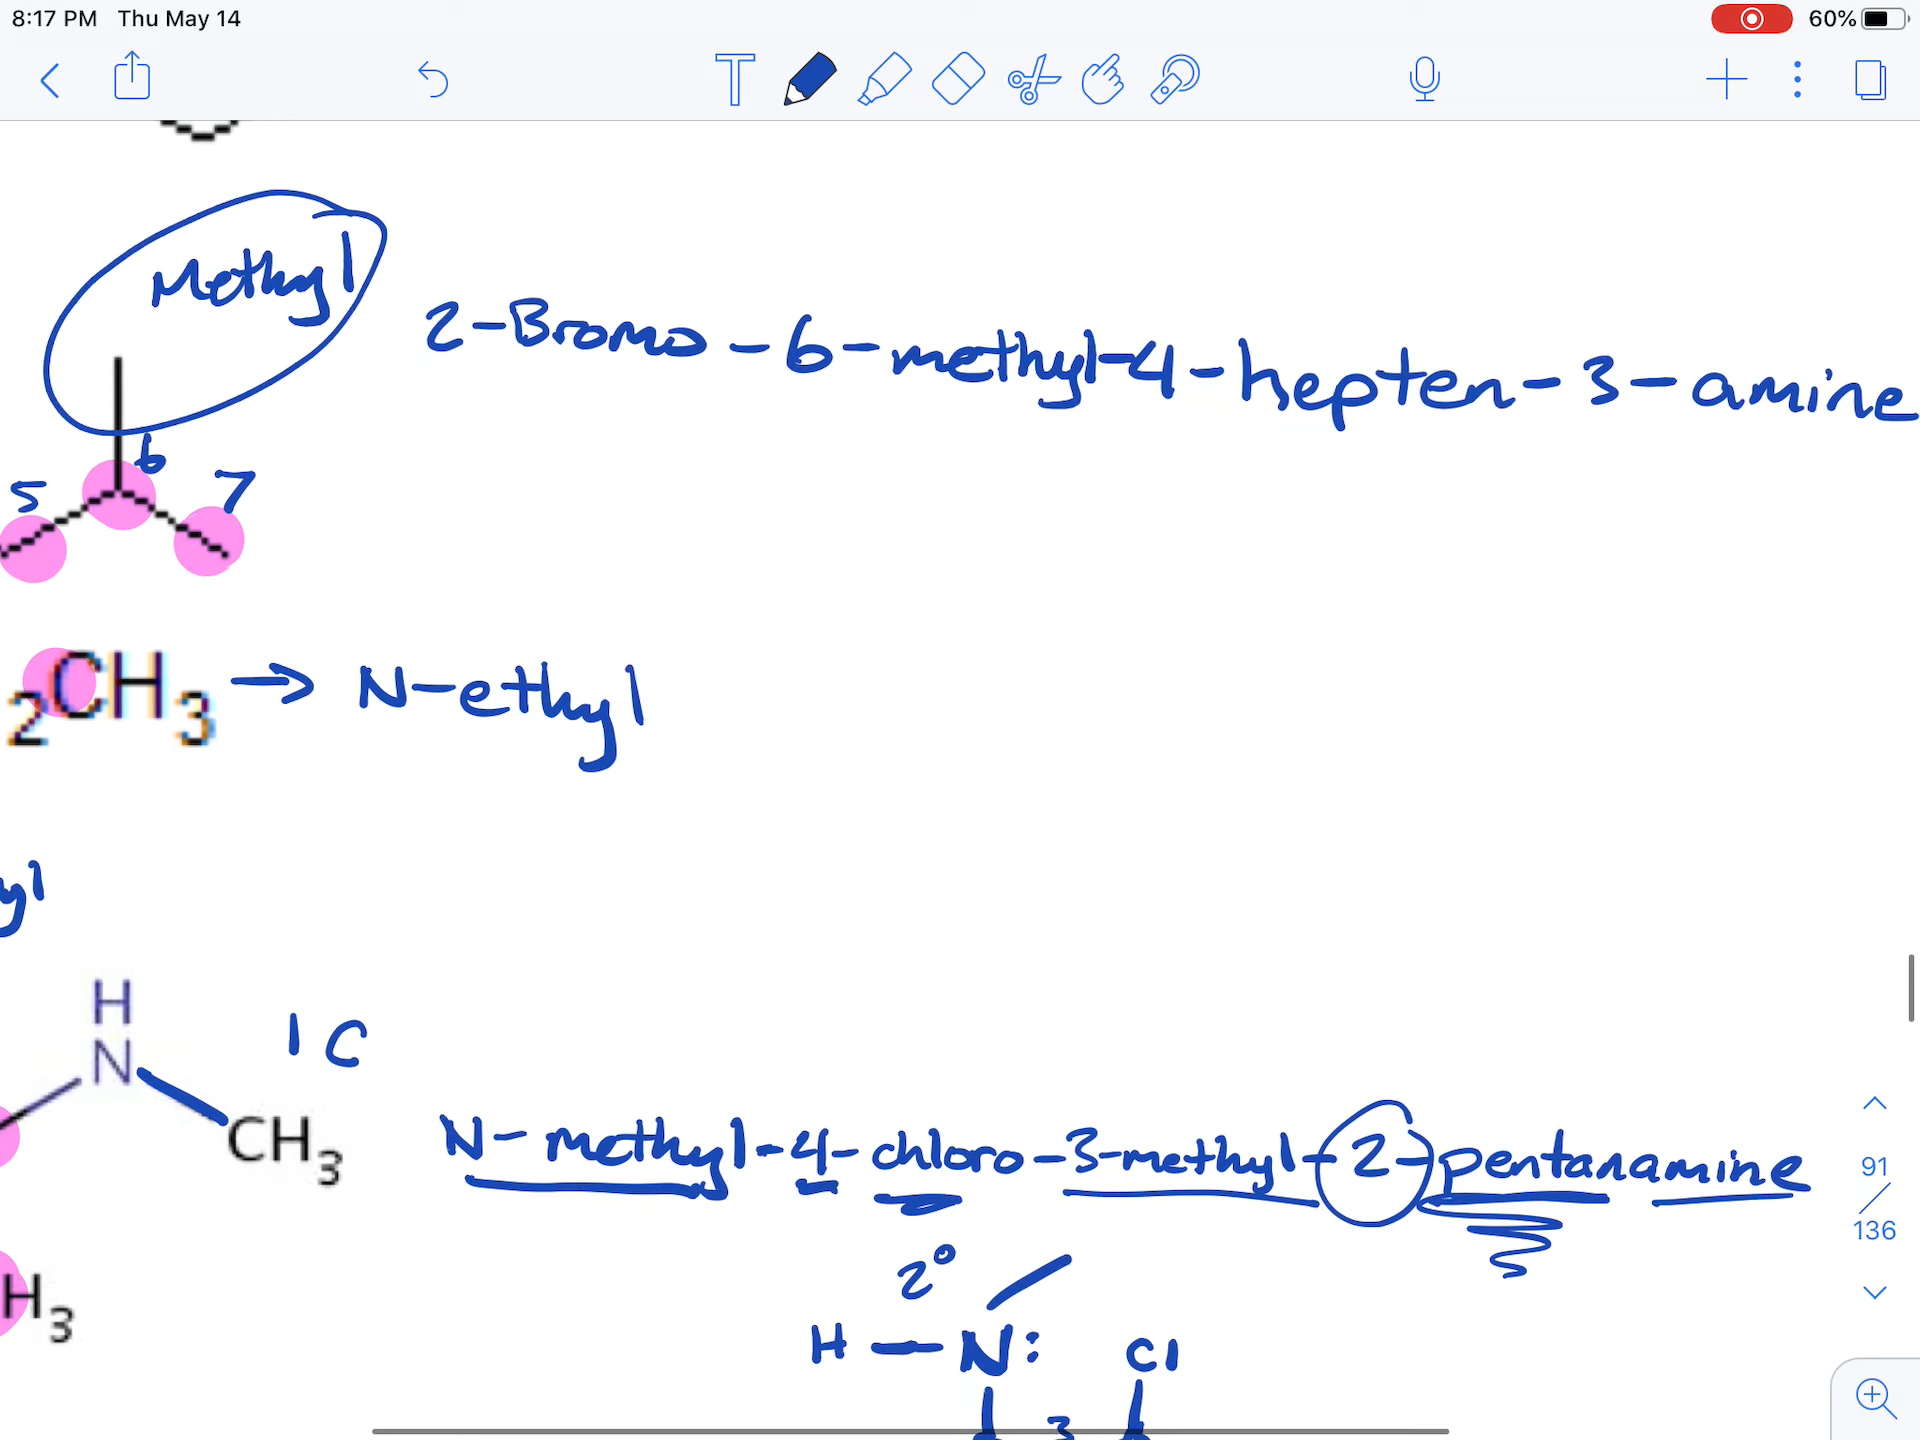 8:17 PM Thu May 14 60%
Methyl
2-Bromo-6-methyl-4-hepten-3-amine
6
5 7
2CH3 → N-ethyl
yl
H
N 1 C
CH3
N-methyl-4-chloro-3-methyl-2-pentanamine
91
136
2°
H3
H-N: Cl
3